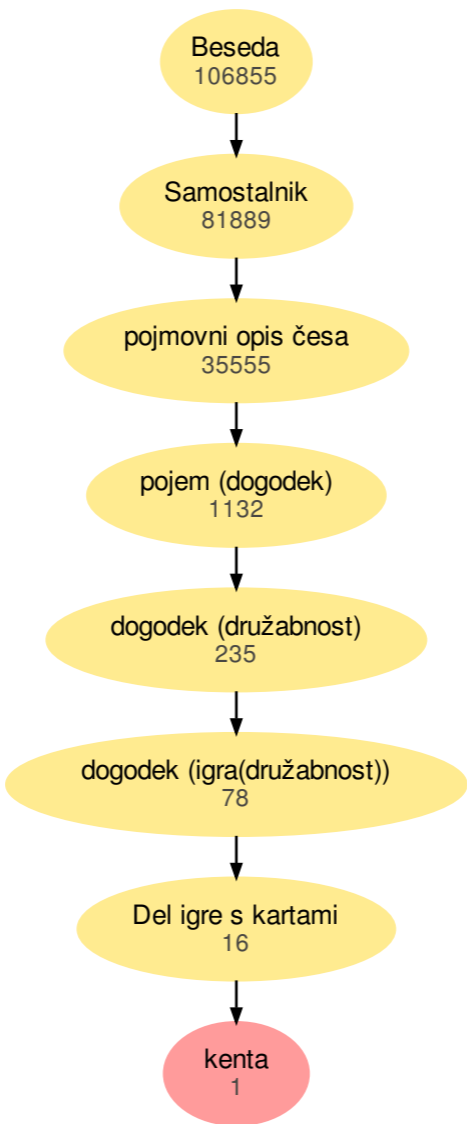 Beseda
106855
Samostalnik
81889
pojmovni opis česa
35555
pojem (dogodek)
1132
dogodek (družabnost)
235
dogodek (igra(družabnost))
78
Del igre s kartami
16
kenta
1